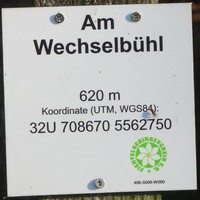 Am
Wechselbühl
620 m
Koordinate (UTM, WGS84):
32U 708670 5562750